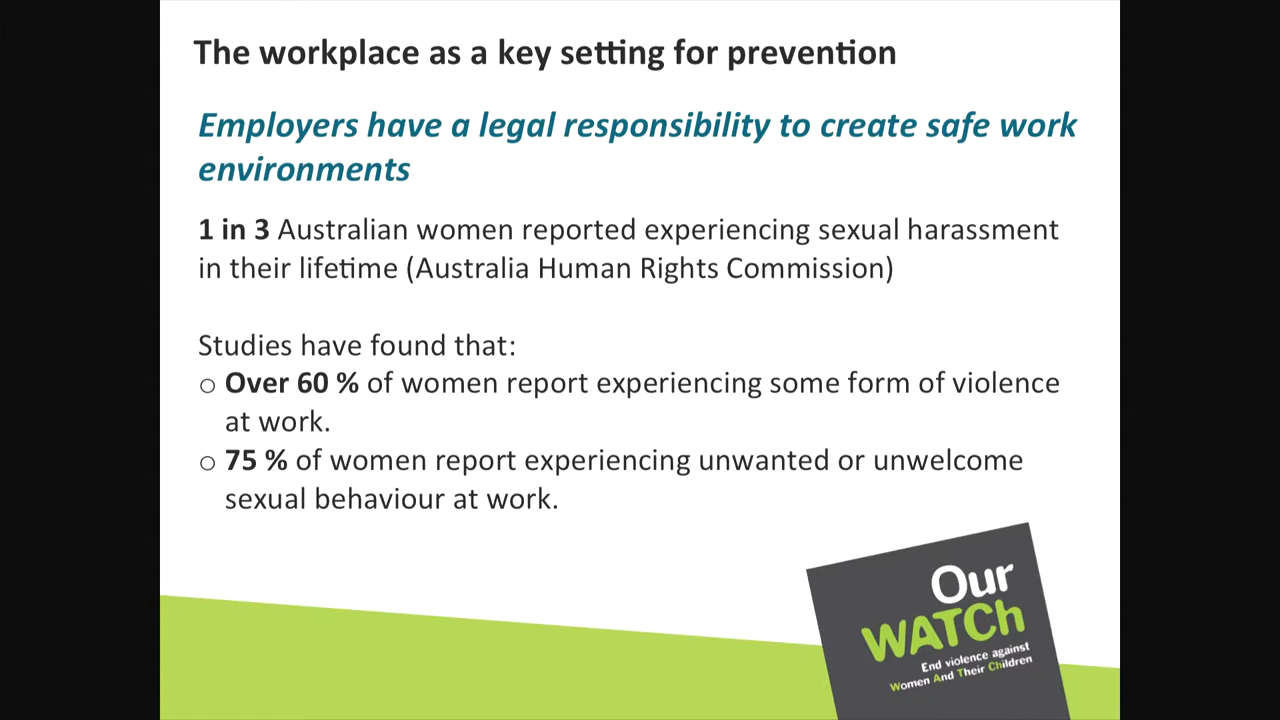 The workplace as a key setting for prevention
Employers have a legal responsibility to create safe work
environments
1 in 3 Australian women reported experiencing sexual harassment
in their lifetime (Australia Human Rights Commission)
Studies have found that:
○ Over 60 % of women report experiencing some form of violence
at work.
○ 75 % of women report experiencing unwanted or unwelcome
sexual behaviour at work.
Our
WATCh
End violence against
Women And Their Children